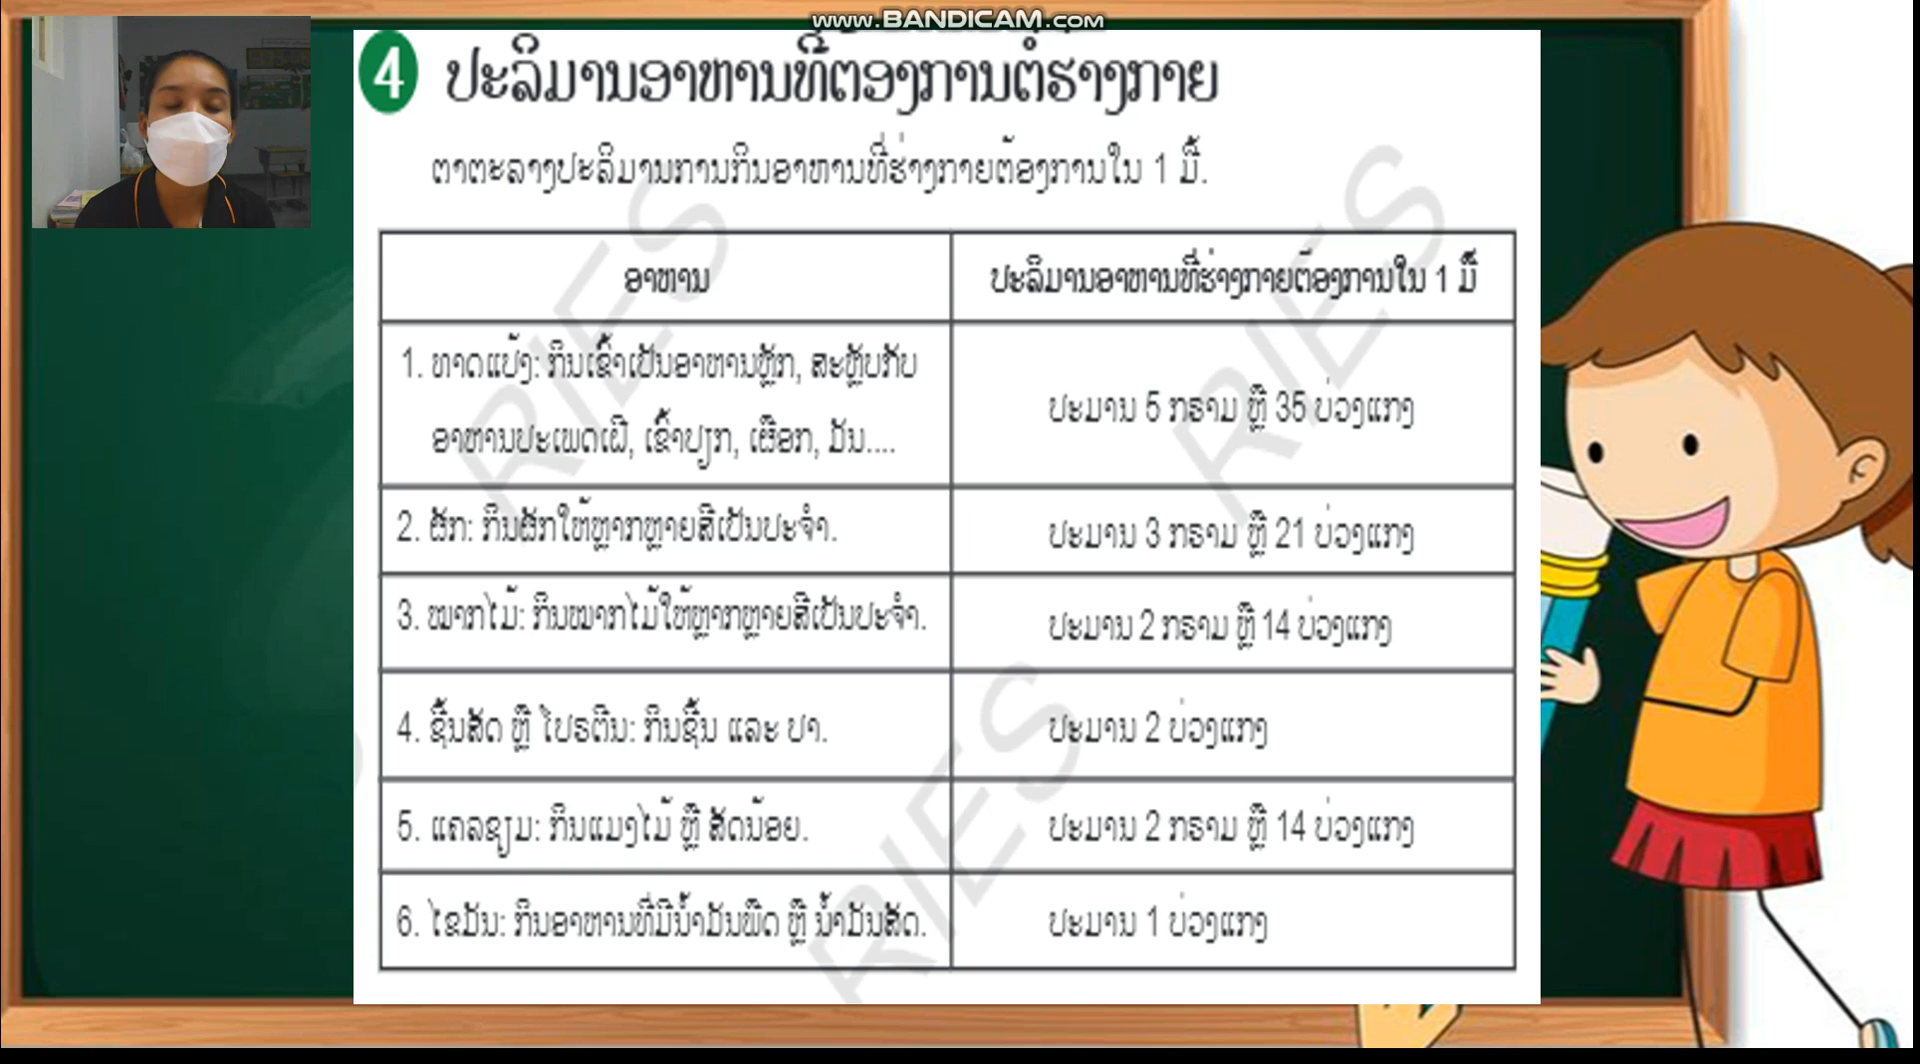 www.BANDICAM.com
4 ປະລິມານອາຫານທີ່ຕ້ອງການຕໍ່ຮ່າງກາຍ
ຕາຕະລາງປະລິມານການກິນອາຫານທີ່ຮ່າງກາຍຕ້ອງການໃນ 1 ມື້.
ອາຫານ
ປະລິມານອາຫານທີ່ຮ່າງກາຍຕ້ອງການໃນ 1 ມື້
1. ທາດແປ້ງ: ກິນເຂົ້າເປັນອາຫານຫຼັກ, ສະຫຼັບກັບ
ອາຫານປະເພດເຝີ, ເຂົ້າປຽກ, ເຜືອກ, ມັນ....
ປະມານ 5 ກຣາມ ຫຼື 35 ບ່ວງແກງ
2. ຜັກ: ກິນຜັກໃຫ້ຫຼາກຫຼາຍສີເປັນປະຈຳ.
ປະມານ 3 ກຣາມ ຫຼື 21 ບ່ວງແກງ
3. ໝາກໄມ້: ກິນໝາກໄມ້ໃຫ້ຫຼາກຫຼາຍສີເປັນປະຈຳ.
ປະມານ 2 ກຣາມ ຫຼື 14 ບ່ວງແກງ
4. ຊີ້ນສັດ ຫຼື ໂປຣຕີນ: ກິນຊີ້ນ ແລະ ປາ.
ປະມານ 2 ບ່ວງແກງ
5. ແຄລຊຽມ: ກິນແມງໄມ້ ຫຼື ສັດນ້ອຍ.
ປະມານ 2 ກຣາມ ຫຼື 14 ບ່ວງແກງ
6. ໄຂມັນ: ກິນອາຫານທີ່ມີນ້ຳມັນພືດ ຫຼື ນ້ຳມັນສັດ.
ປະມານ 1 ບ່ວງແກງ
RIES
RIES
RIES